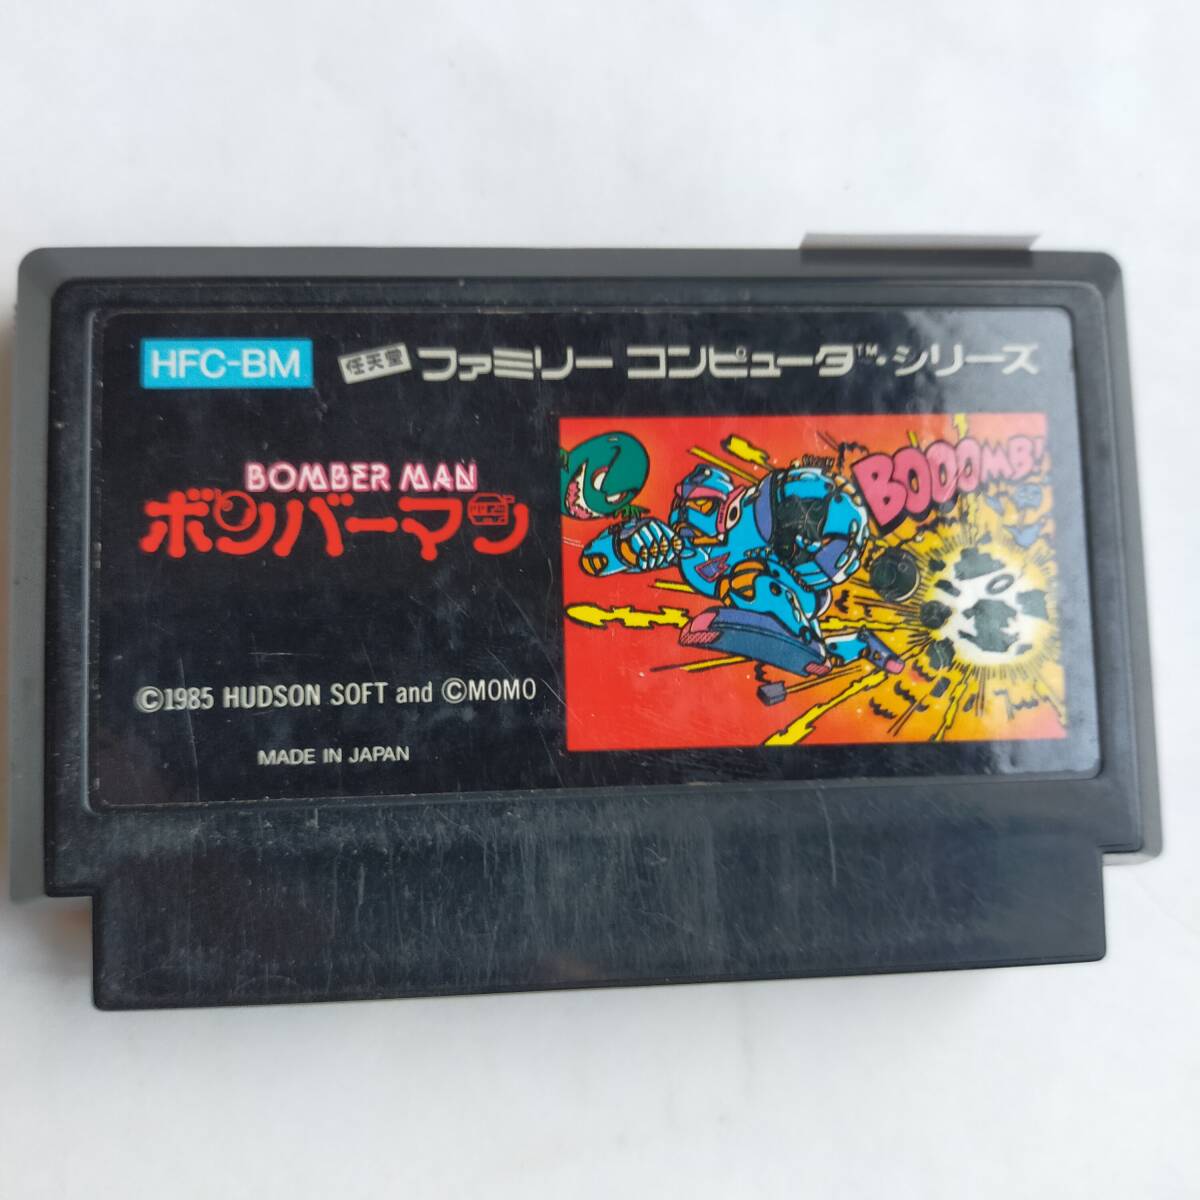 HFC-BM
任天堂 ファミリー コンピュータ™・シリーズ
BOMBER MAN
ボンバーマン
BOOOMB!
©1985 HUDSON SOFT and ©MOMO
MADE IN JAPAN